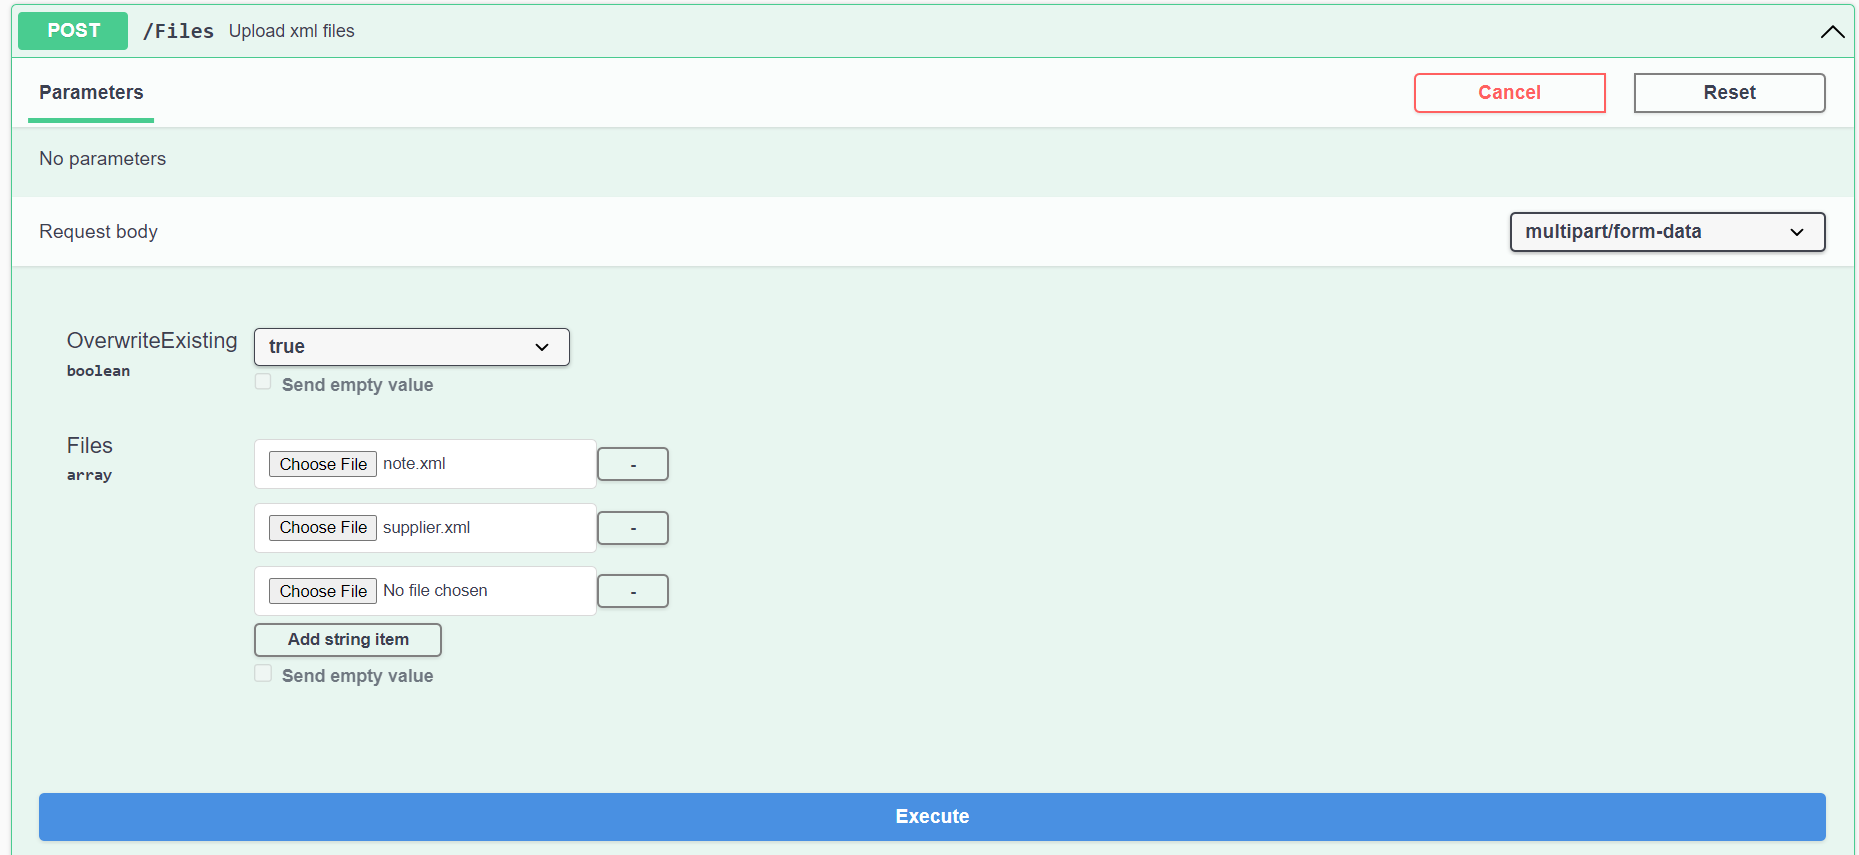 POST /Files Upload xml files
Parameters
Cancel
Reset
No parameters
Request body
multipart/form-data
OverwriteExisting
boolean
true
Send empty value
Files
array
Choose File note.xml
-
Choose File supplier.xml
-
Choose File No file chosen
-
Add string item
Send empty value
Execute